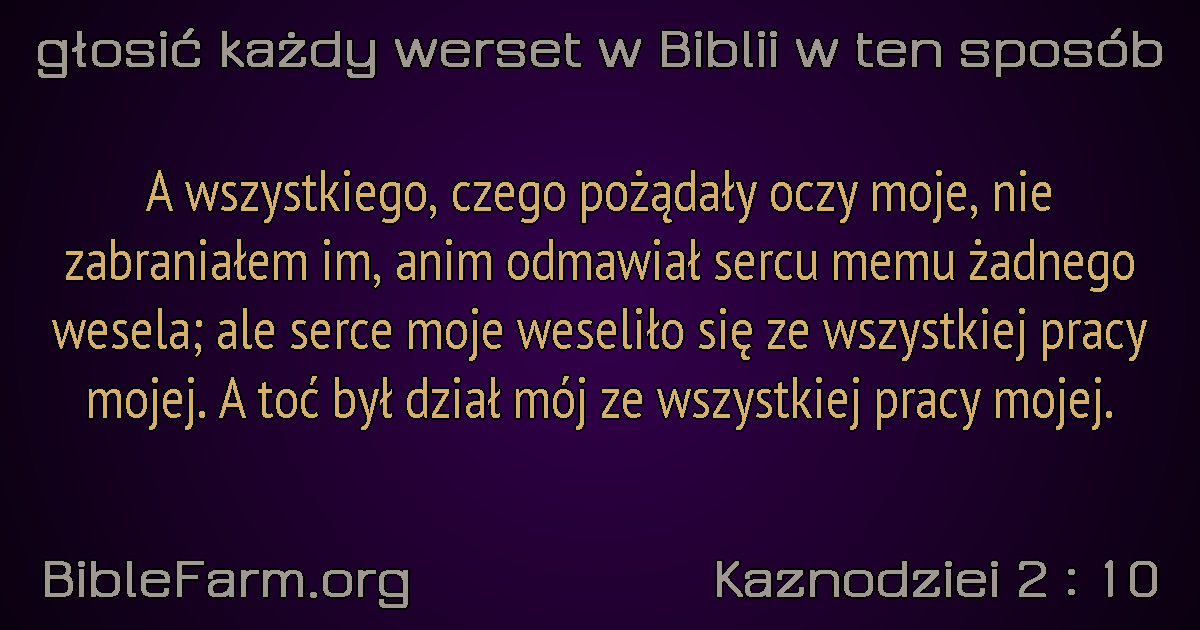 głosić każdy werset w Biblii w ten sposób
A wszystkiego, czego pożądały oczy moje, nie
zabraniałem im, anim odmawiał sercu memu żadnego
wesela; ale serce moje weseliło się ze wszystkiej pracy
mojej. A toć był dział mój ze wszystkiej pracy mojej.
BibleFarm.org
Kaznodziei 2 : 10